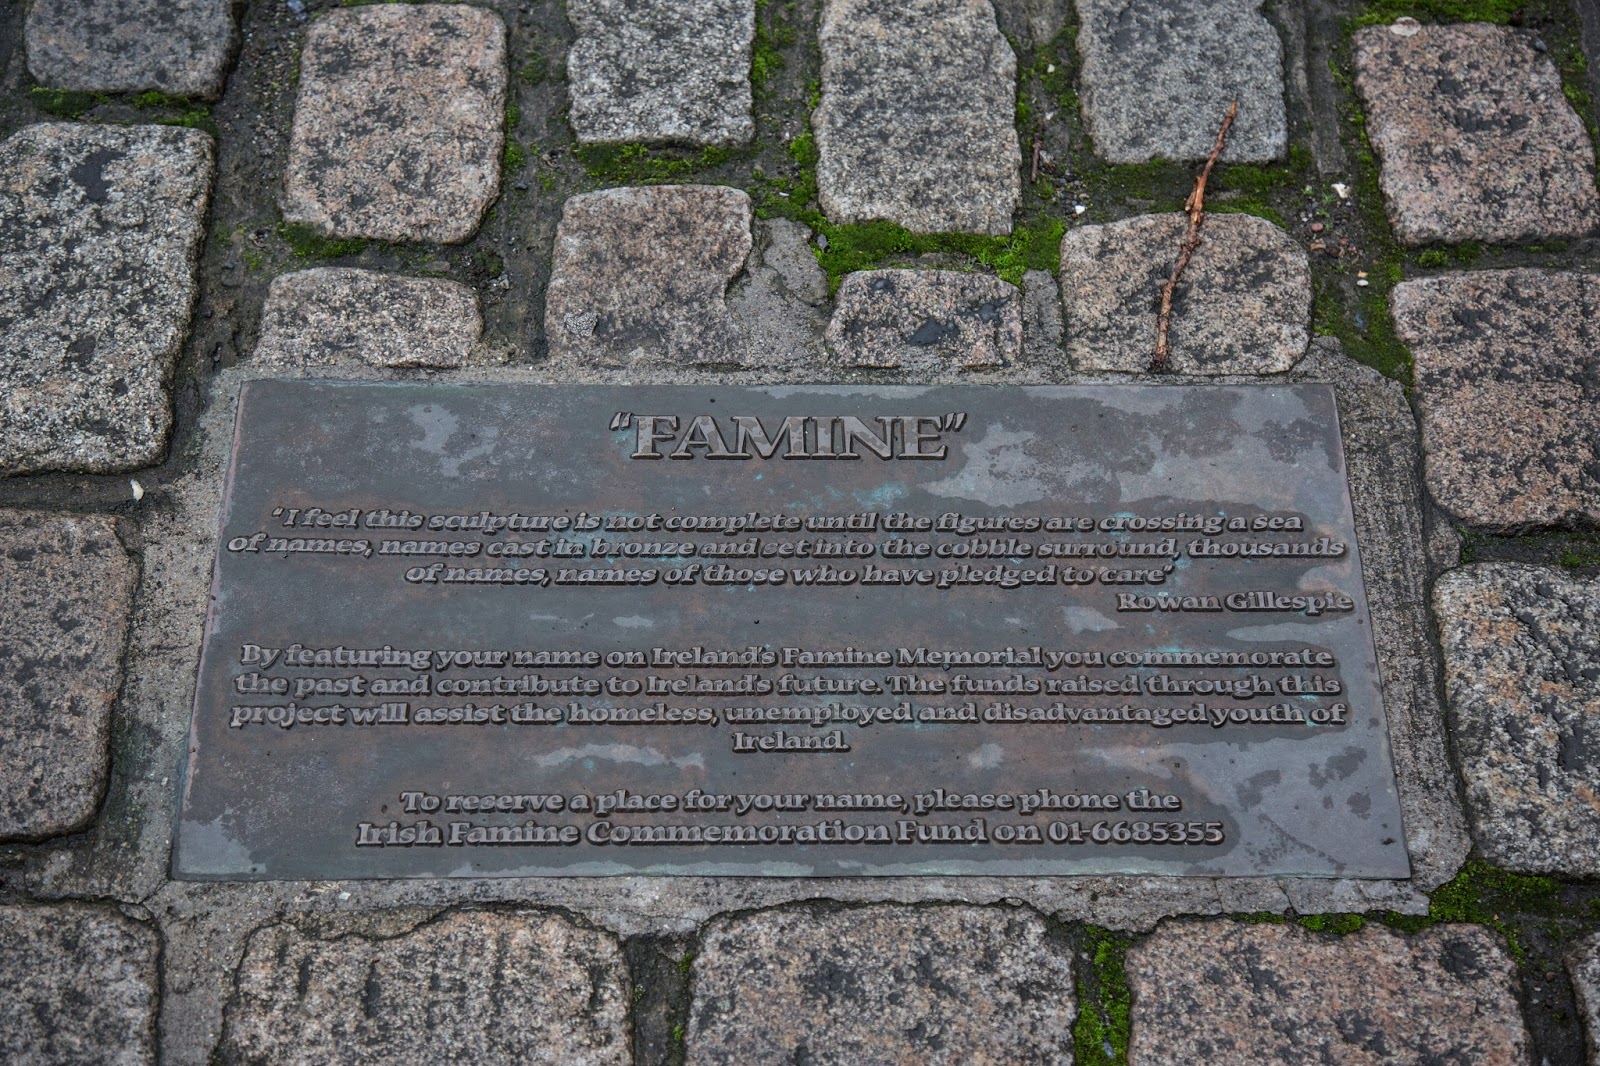 “FAMINE”
“I feel this sculpture is not complete until the figures are crossing a sea
of names, names cast in bronze and set into the cobble surround, thousands
of names, names of those who have pledged to care”
Rowan Gillespie
By featuring your name on Ireland's Famine Memorial you commemorate
the past and contribute to Ireland's future. The funds raised through this
project will assist the homeless, unemployed and disadvantaged youth of
Ireland.
To reserve a place for your name, please phone the
Irish Famine Commemoration Fund on 01-6685355